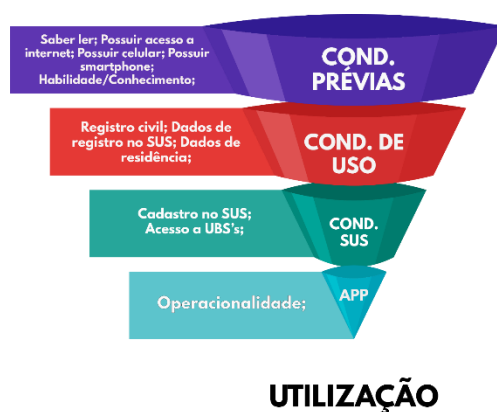 Saber ler; Possuir acesso a
internet; Possuir celular; Possuir
smartphone;
Habilidade/Conhecimento;
COND.
PRÉVIAS
Registro civil; Dados de
registro no SUS; Dados de
residência;
COND. DE
USO
Cadastro no SUS;
Acesso a UBS's;
COND.
SUS
Operacionalidade;
APP
UTILIZAÇÃO